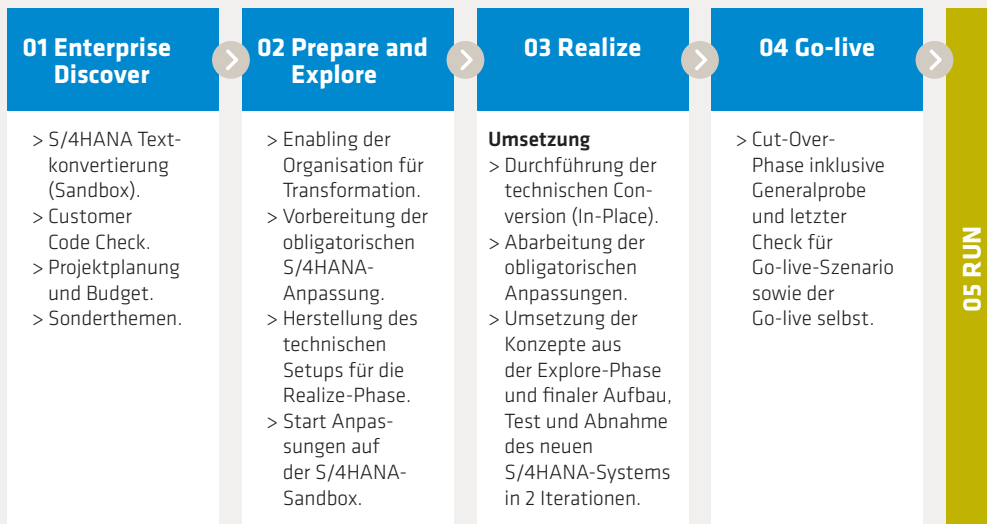 01 Enterprise
Discover
> S/4HANA Text-
konvertierung
(Sandbox).
> Customer
Code Check.
> Projektplanung
und Budget.
> Sonderthemen.
02 Prepare and
Explore
> Enabling der
Organisation für
Transformation.
> Vorbereitung der
obligatorischen
S/4HANA-
Anpassung.
> Herstellung des
technischen
Setups für die
Realize-Phase.
> Start Anpas-
sungen auf
der S/4HANA-
Sandbox.
03 Realize
Umsetzung
> Durchführung der
technischen Con-
version (In-Place).
> Abarbeitung der
obligatorischen
Anpassungen.
> Umsetzung der
Konzepte aus
der Explore-Phase
und finaler Aufbau,
Test und Abnahme
des neuen
S/4HANA-Systems
in 2 Iterationen.
04 Go-live
> Cut-Over-
Phase inklusive
Generalprobe
und letzter
Check für
Go-live-Szenario
sowie der
Go-live selbst.
05 RUN